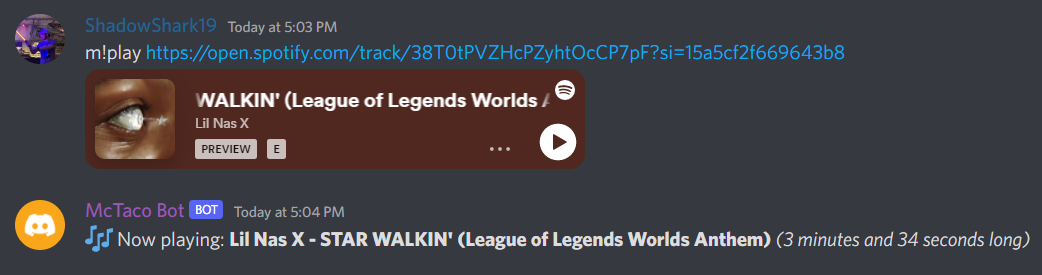 ShadowShark19 Today at 5:03 PM
m!play https://open.spotify.com/track/38T0tPVZHcPZyhtOcCP7pF?si=15a5cf2f669643b8
WALKIN' (League of Legends Worlds A
Lil Nas X
PREVIEW E
McTaco Bot BOT Today at 5:04 PM
Now playing: Lil Nas X - STAR WALKIN' (League of Legends Worlds Anthem) (3 minutes and 34 seconds long)